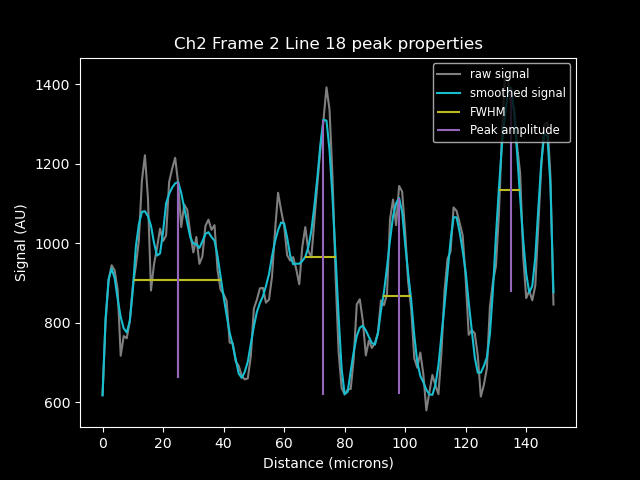 Ch2 Frame 2 Line 18 peak properties
raw signal
smoothed signal
FWHM
Peak amplitude
Signal (AU)
1400
1200
1000
800
600
0 20 40 60 80 100 120 140
Distance (microns)